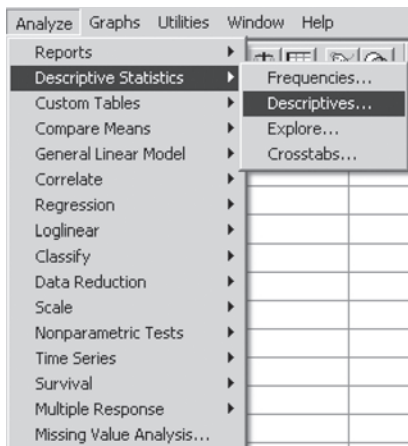 Analyze Graphs Utilities Window Help
Reports
Descriptive Statistics
Custom Tables
Compare Means
General Linear Model
Correlate
Regression
Loglinear
Classify
Data Reduction
Scale
Nonparametric Tests
Time Series
Survival
Multiple Response
Missing Value Analysis...
Frequencies...
Descriptives...
Explore...
Crosstabs...